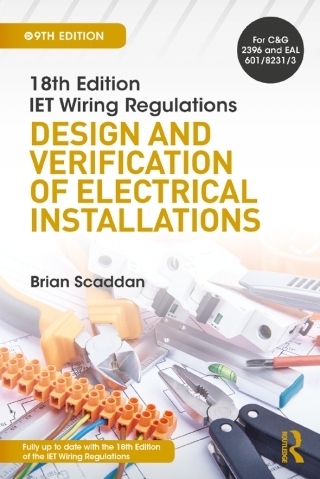 9TH EDITION
For C&G
2396 and EAL
601/8231/3
18th Edition
IET Wiring Regulations
DESIGN AND
VERIFICATION
OF ELECTRICAL
INSTALLATIONS
Brian Scaddan
Fully up to date with the 18th Edition
of the IET Wiring Regulations
ROUTLEDGE